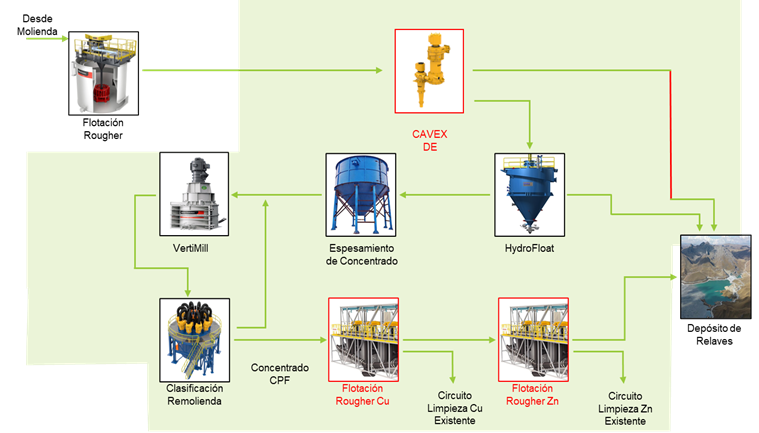 Desde
Molienda
Flotación
Rougher
CAVEX
DE
VertiMill
Espesamiento
de Concentrado
HydroFloat
Depósito de
Relaves
Clasificación
Remolienda
Concentrado
CPF
Flotación
Rougher Cu
Circuito
Limpieza Cu
Existente
Flotación
Rougher Zn
Circuito
Limpieza Zn
Existente